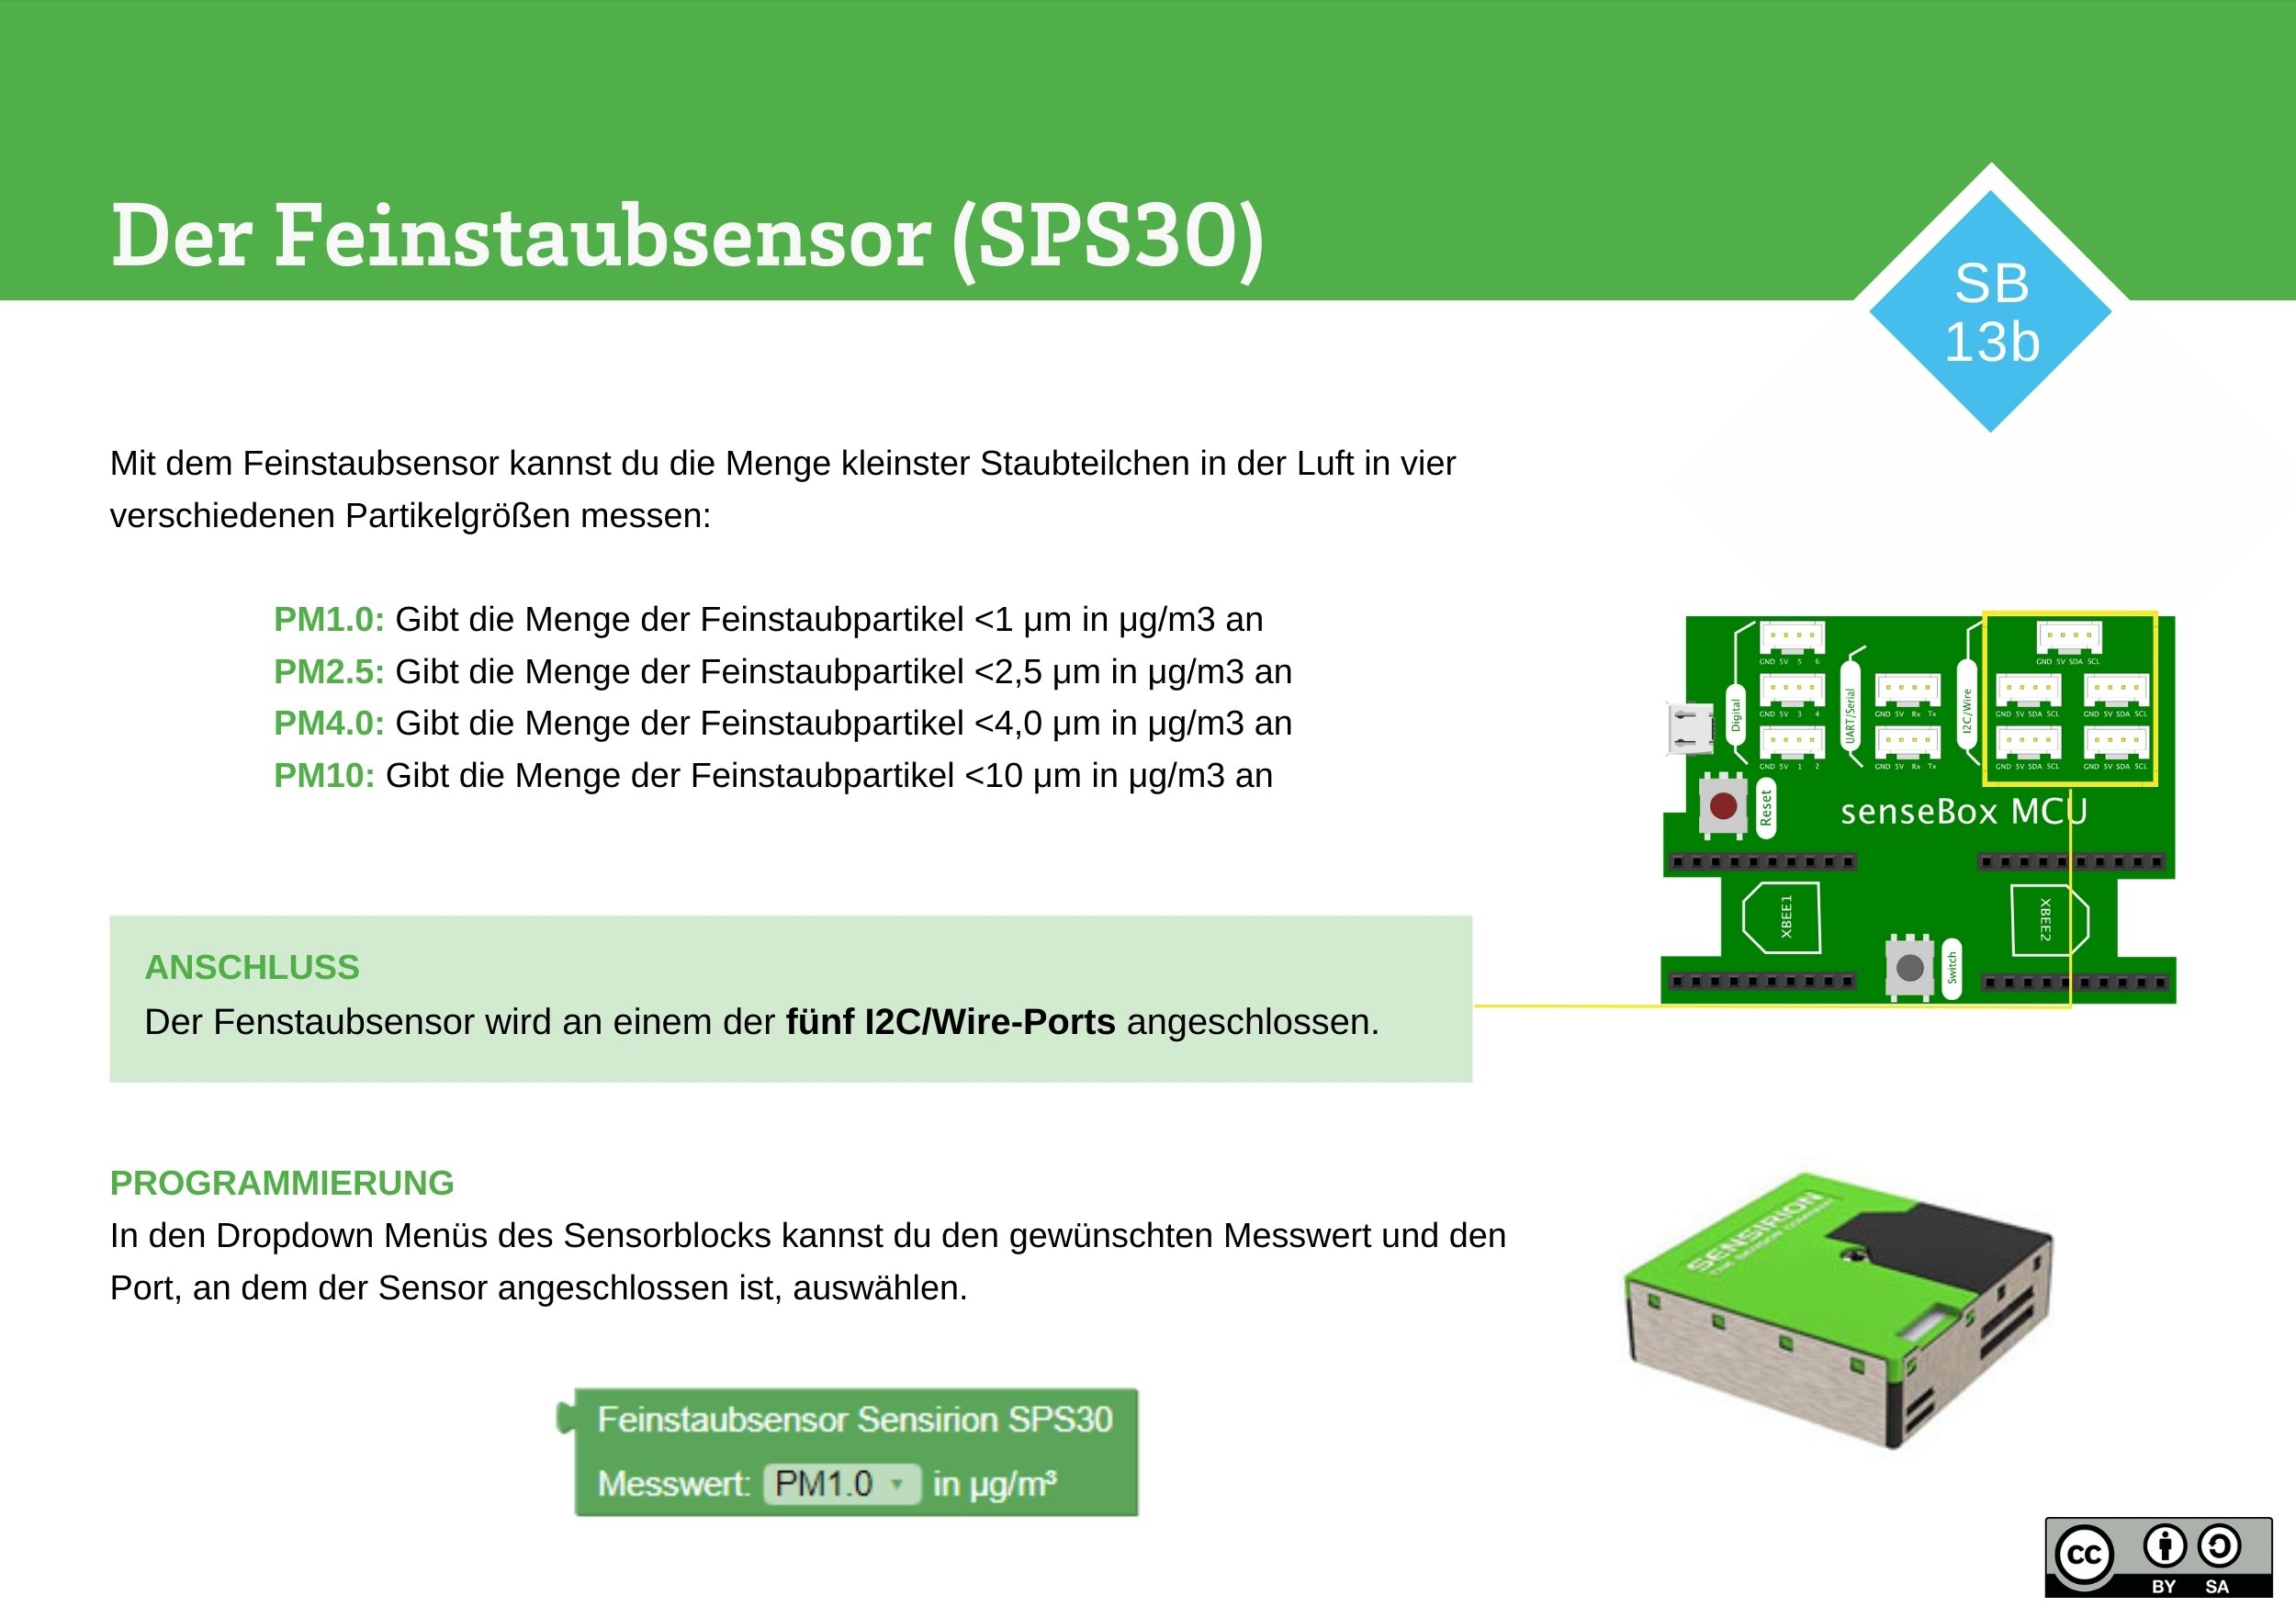 Der Feinstaubsensor (SPS30)
SB
13b
Mit dem Feinstaubsensor kannst du die Menge kleinster Staubteilchen in der Luft in vier
verschiedenen Partikelgrößen messen:
PM1.0: Gibt die Menge der Feinstaubpartikel <1 μm in μg/m3 an
PM2.5: Gibt die Menge der Feinstaubpartikel <2,5 μm in μg/m3 an
PM4.0: Gibt die Menge der Feinstaubpartikel <4,0 μm in μg/m3 an
PM10: Gibt die Menge der Feinstaubpartikel <10 μm in μg/m3 an
GND 5V 5 6
GND 5V SDA SCL
GND 5V 3 4
GND 5V Rx Tx
GND 5V SDA SCL
GND 5V SDA SCL
Digital
UART/Serial
I2C/Wire
GND 5V 1 2
GND 5V Rx Tx
GND 5V SDA SCL
GND 5V SDA SCL
Reset
senseBox MCU
XBEE1
XBEE2
Switch
ANSCHLUSS
Der Fenstaubsensor wird an einem der fünf I2C/Wire-Ports angeschlossen.
PROGRAMMIERUNG
In den Dropdown Menüs des Sensorblocks kannst du den gewünschten Messwert und den
Port, an dem der Sensor angeschlossen ist, auswählen.
SENSIRION
THE SENSOR COMPANY
Feinstaubsensor Sensirion SPS30
Messwert: PM1.0 in μg/m³
cc
BY SA